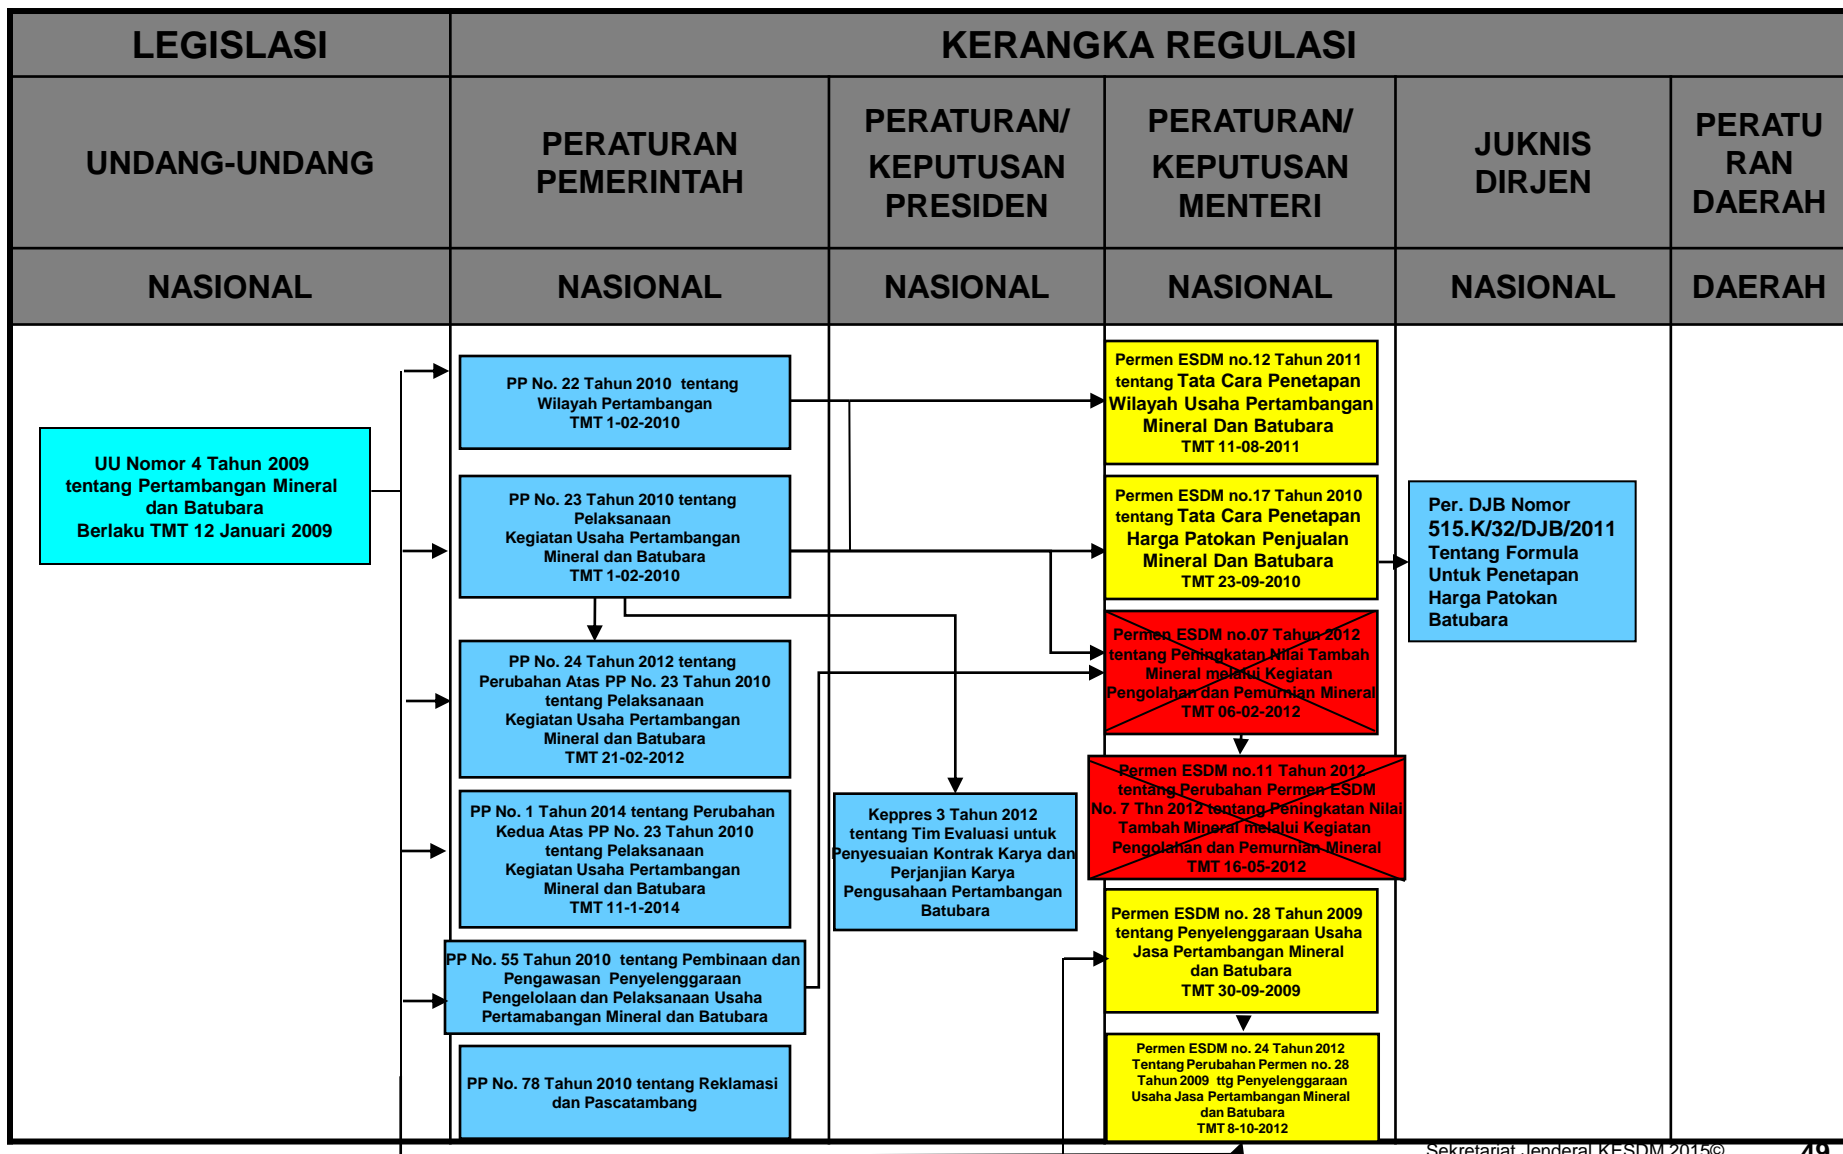 LEGISLASI
KERANGKA REGULASI
UNDANG-UNDANG
PERATURAN
PEMERINTAH
PERATURAN/
KEPUTUSAN
PRESIDEN
PERATURAN/
KEPUTUSAN
MENTERI
JUKNIS
DIRJEN
PERATU
RAN
DAERAH
NASIONAL
NASIONAL
NASIONAL
NASIONAL
NASIONAL
DAERAH
UU Nomor 4 Tahun 2009
tentang Pertambangan Mineral
dan Batubara
Berlaku TMT 12 Januari 2009
PP No. 22 Tahun 2010 tentang
Wilayah Pertambangan
TMT 1-02-2010
PP No. 23 Tahun 2010 tentang
Pelaksanaan
Kegiatan Usaha Pertambangan
Mineral dan Batubara
TMT 1-02-2010
PP No. 24 Tahun 2012 tentang
Perubahan Atas PP No. 23 Tahun 2010
tentang Pelaksanaan
Kegiatan Usaha Pertambangan
Mineral dan Batubara
TMT 21-02-2012
PP No. 1 Tahun 2014 tentang Perubahan
Kedua Atas PP No. 23 Tahun 2010
tentang Pelaksanaan
Kegiatan Usaha Pertambangan
Mineral dan Batubara
TMT 11-1-2014
PP No. 55 Tahun 2010 tentang Pembinaan dan
Pengawasan Penyelenggaraan
Pengelolaan dan Pelaksanaan Usaha
Pertamabangan Mineral dan Batubara
PP No. 78 Tahun 2010 tentang Reklamasi
dan Pascatambang
Keppres 3 Tahun 2012
tentang Tim Evaluasi untuk
Penyesuaian Kontrak Karya dan
Perjanjian Karya
Pengusahaan Pertambangan
Batubara
Permen ESDM no.12 Tahun 2011
tentang Tata Cara Penetapan
Wilayah Usaha Pertambangan
Mineral Dan Batubara
TMT 11-08-2011
Permen ESDM no.17 Tahun 2010
tentang Tata Cara Penetapan
Harga Patokan Penjualan
Mineral Dan Batubara
TMT 23-09-2010
Permen ESDM no.07 Tahun 2012
tentang Peningkatan Nilai Tambah
Mineral melalui Kegiatan
Pengolahan dan Pemurnian Mineral
TMT 06-02-2012
Permen ESDM no.11 Tahun 2012
tentang Perubahan Permen ESDM
No. 7 Thn 2012 tentang Peningkatan Nilai
Tambah Mineral melalui Kegiatan
Pengolahan dan Pemurnian Mineral
TMT 16-05-2012
Permen ESDM no. 28 Tahun 2009
tentang Penyelenggaraan Usaha
Jasa Pertambangan Mineral
dan Batubara
TMT 30-09-2009
Permen ESDM no. 24 Tahun 2012
Tentang Perubahan Permen no. 28
Tahun 2009 ttg Penyelenggaraan
Usaha Jasa Pertambangan Mineral
dan Batubara
TMT 8-10-2012
Per. DJB Nomor
515.K/32/DJB/2011
Tentang Formula
Untuk Penetapan
Harga Patokan
Batubara
Sekretariat Jenderal KESDM 2015©
49